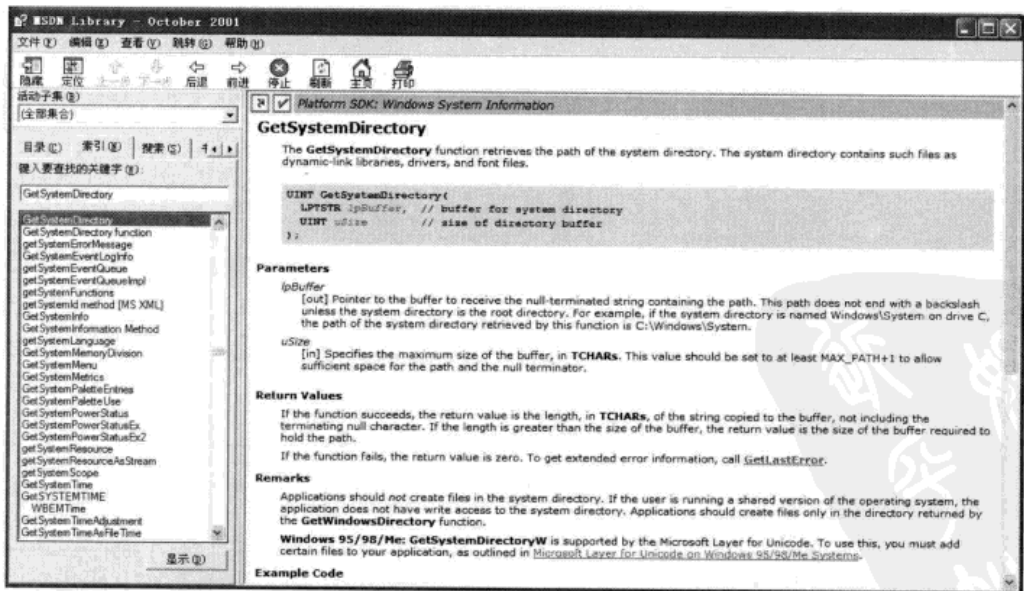 MSDN Library - October 2001
文件(F) 编辑(E) 查看(V) 跳转(G) 帮助(H)
隐藏 定位 上一步 下一步 后退 前进 停止 刷新 主页 打印
活动子集(B)
(全部集合)
目录(C) 索引(N) 搜索(S)
键入要查找的关键字(W):
GetSystemDirectory
GetSystemDirectory
GetSystemDirectory function
getSystemErrorMessage
GetSystemEventLogInfo
getSystemEventQueue
getSystemEventQueueImpl
getSystemFunctions
getSystemId method [MS XML]
GetSystemInfo
GetSystemInformation Method
getSystemLanguage
GetSystemMemoryDivision
GetSystemMenu
GetSystemMetrics
GetSystemPaletteEntries
GetSystemPaletteUse
GetSystemPowerStatus
GetSystemPowerStatusEx
GetSystemPowerStatusEx2
getSystemResource
getSystemResourceAsStream
getSystemScope
GetSystemTime
GetSYSTEMTIME
WBEMTime
GetSystemTimeAdjustment
GetSystemTimeAsFileTime
显示(D)
Platform SDK: Windows System Information
GetSystemDirectory
The GetSystemDirectory function retrieves the path of the system directory. The system directory contains such files as
dynamic-link libraries, drivers, and font files.
UINT GetSystemDirectory(
LPTSTR lpBuffer, // buffer for system directory
UINT uSize // size of directory buffer
);
Parameters
lpBuffer
[out] Pointer to the buffer to receive the null-terminated string containing the path. This path does not end with a backslash
unless the system directory is the root directory. For example, if the system directory is named Windows\System on drive C,
the path of the system directory retrieved by this function is C:\Windows\System.
uSize
[in] Specifies the maximum size of the buffer, in TCHARs. This value should be set to at least MAX_PATH+1 to allow
sufficient space for the path and the null terminator.
Return Values
If the function succeeds, the return value is the length, in TCHARs, of the string copied to the buffer, not including the
terminating null character. If the length is greater than the size of the buffer, the return value is the size of the buffer required to
hold the path.
If the function fails, the return value is zero. To get extended error information, call GetLastError.
Remarks
Applications should not create files in the system directory. If the user is running a shared version of the operating system, the
application does not have write access to the system directory. Applications should create files only in the directory returned by
the GetWindowsDirectory function.
Windows 95/98/Me: GetSystemDirectoryW is supported by the Microsoft Layer for Unicode. To use this, you must add
certain files to your application, as outlined in Microsoft Layer for Unicode on Windows 95/98/Me Systems.
Example Code